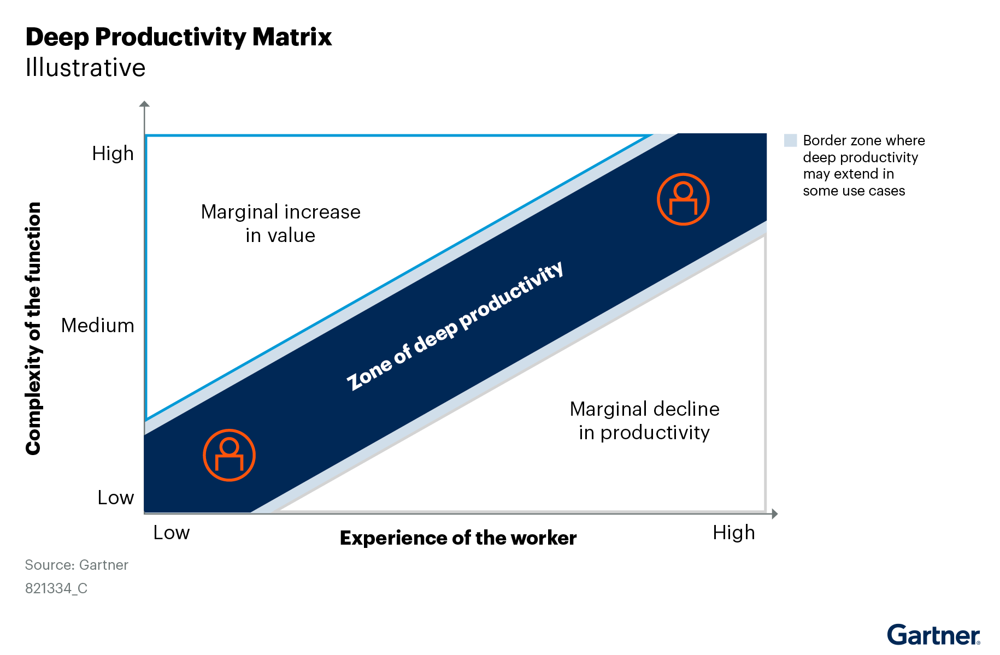 Deep Productivity Matrix
Illustrative
Complexity of the function
High
Medium
Low
Marginal increase
in value
Zone of deep productivity
Marginal decline
in productivity
Border zone where
deep productivity
may extend in
some use cases
Low
Experience of the worker
High
Source: Gartner
821334_C
Gartner®